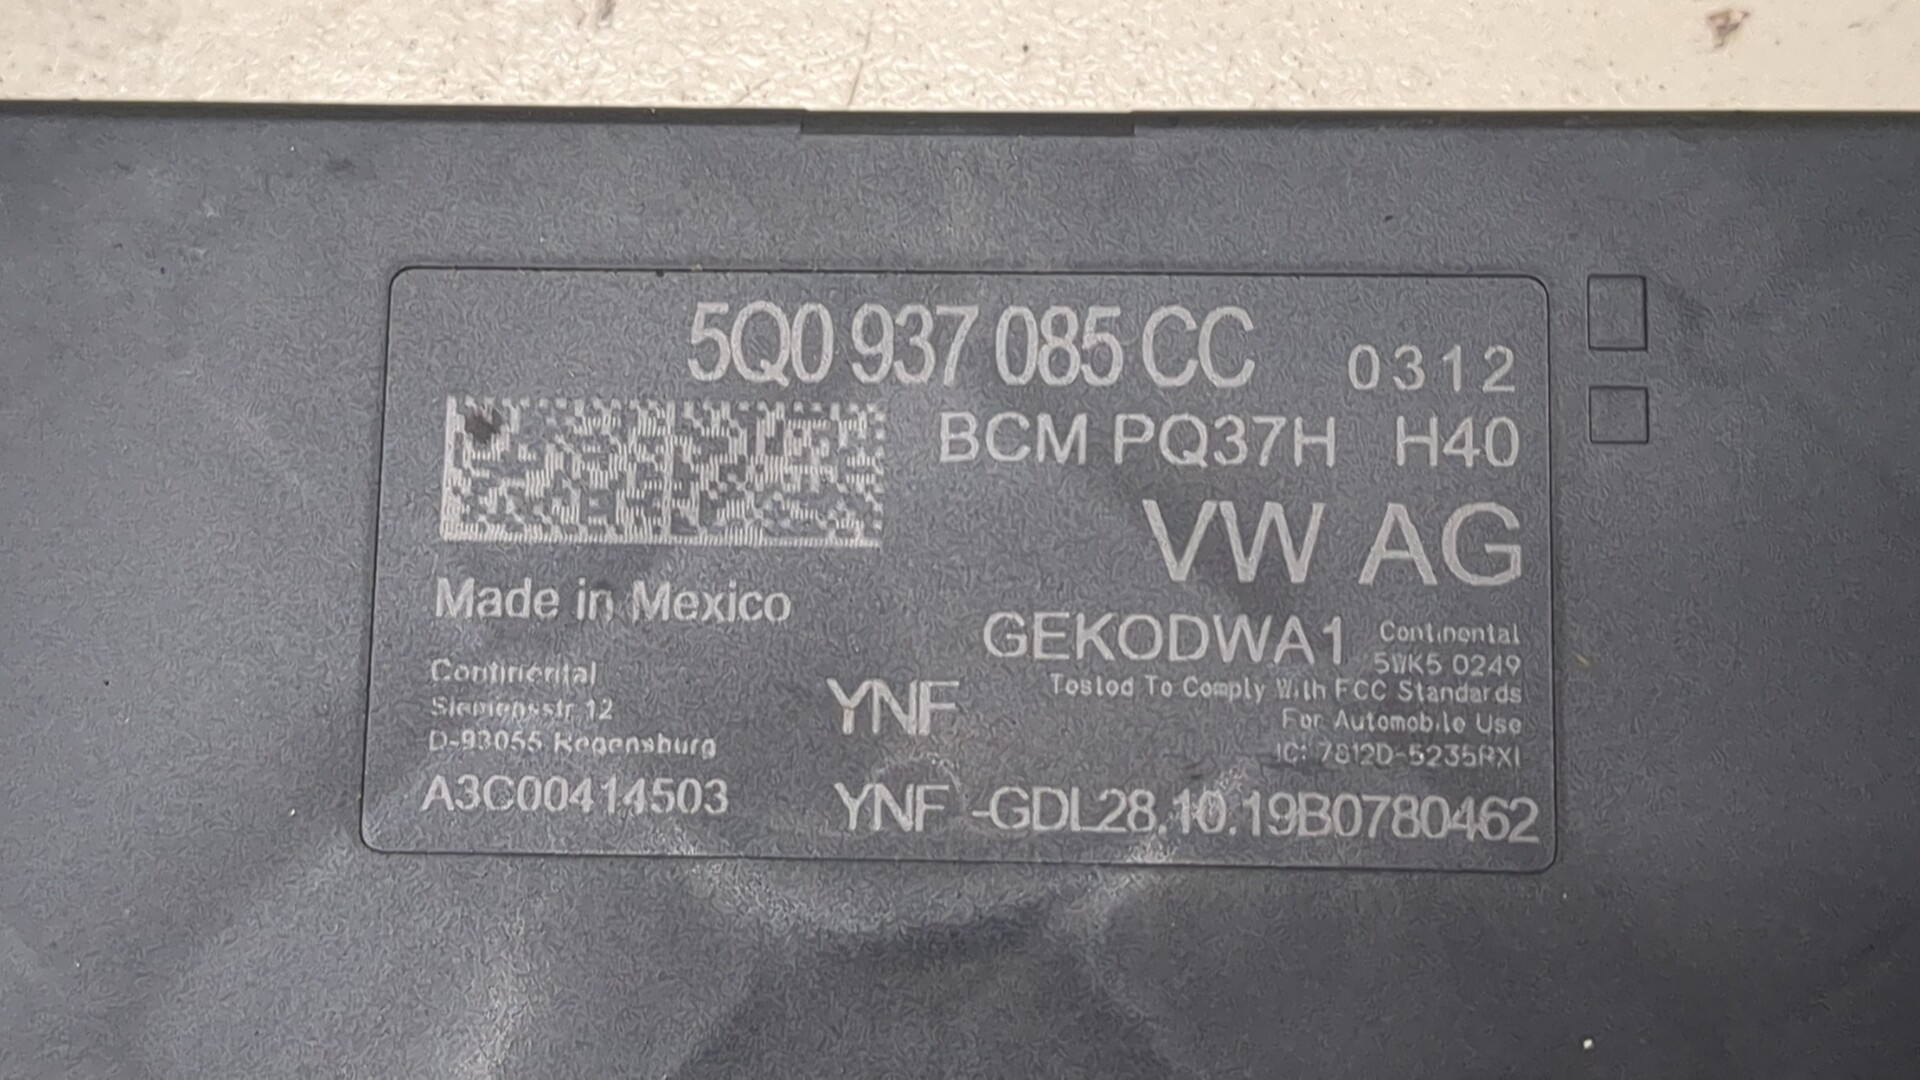 5Q0 937 085 CC 0312
BCM PQ37H H40
VW AG
Made in Mexico
GEKODWA1
Continental
5WK5 0249
Continental
Siemensstr 12
D-93055 Regensburg
YNF
Tested To Comply With FCC Standards
For Automobile Use
IC: 7812D-5235RXI
A3C00414503
YNF -GDL28.10.19B0780462